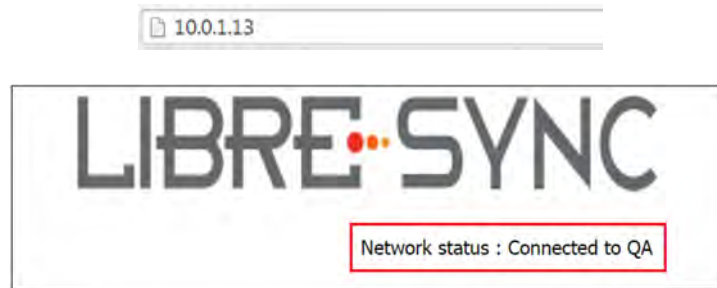 10.0.1.13
LIBRE SYNC
Network status : Connected to QA